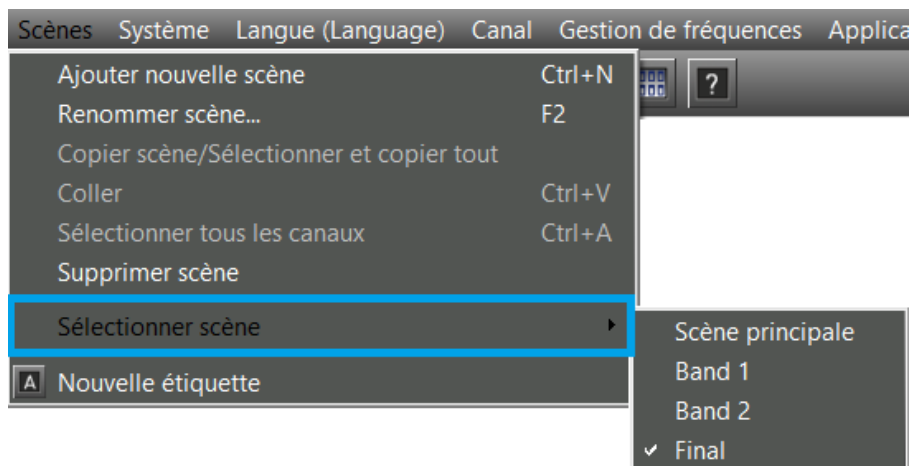 Scènes Système Langue (Language) Canal Gestion de fréquences Applica
Ajouter nouvelle scène Ctrl+N
?
Renommer scène... F2
Copier scène/Sélectionner et copier tout
Coller Ctrl+V
Sélectionner tous les canaux Ctrl+A
Supprimer scène
Sélectionner scène
Scène principale
Band 1
A Nouvelle étiquette
Band 2
Final